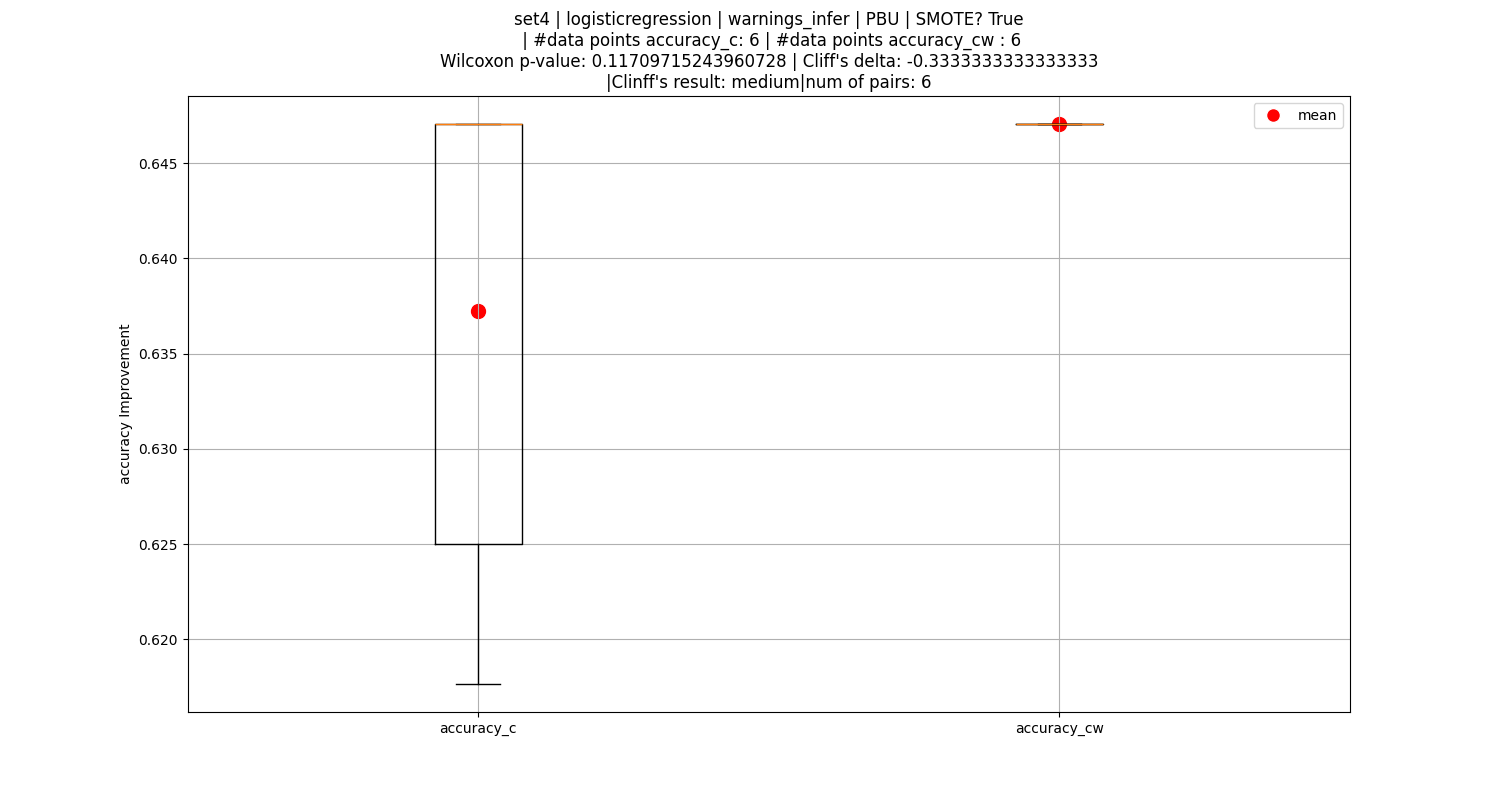 set4 | logisticregression | warnings_infer | PBU | SMOTE? True
| #data points accuracy_c: 6 | #data points accuracy_cw : 6
Wilcoxon p-value: 0.11709715243960728 | Cliff's delta: -0.3333333333333333
|Clinff's result: medium|num of pairs: 6
mean
accuracy Improvement
0.645
0.640
0.635
0.630
0.625
0.620
accuracy_c
accuracy_cw